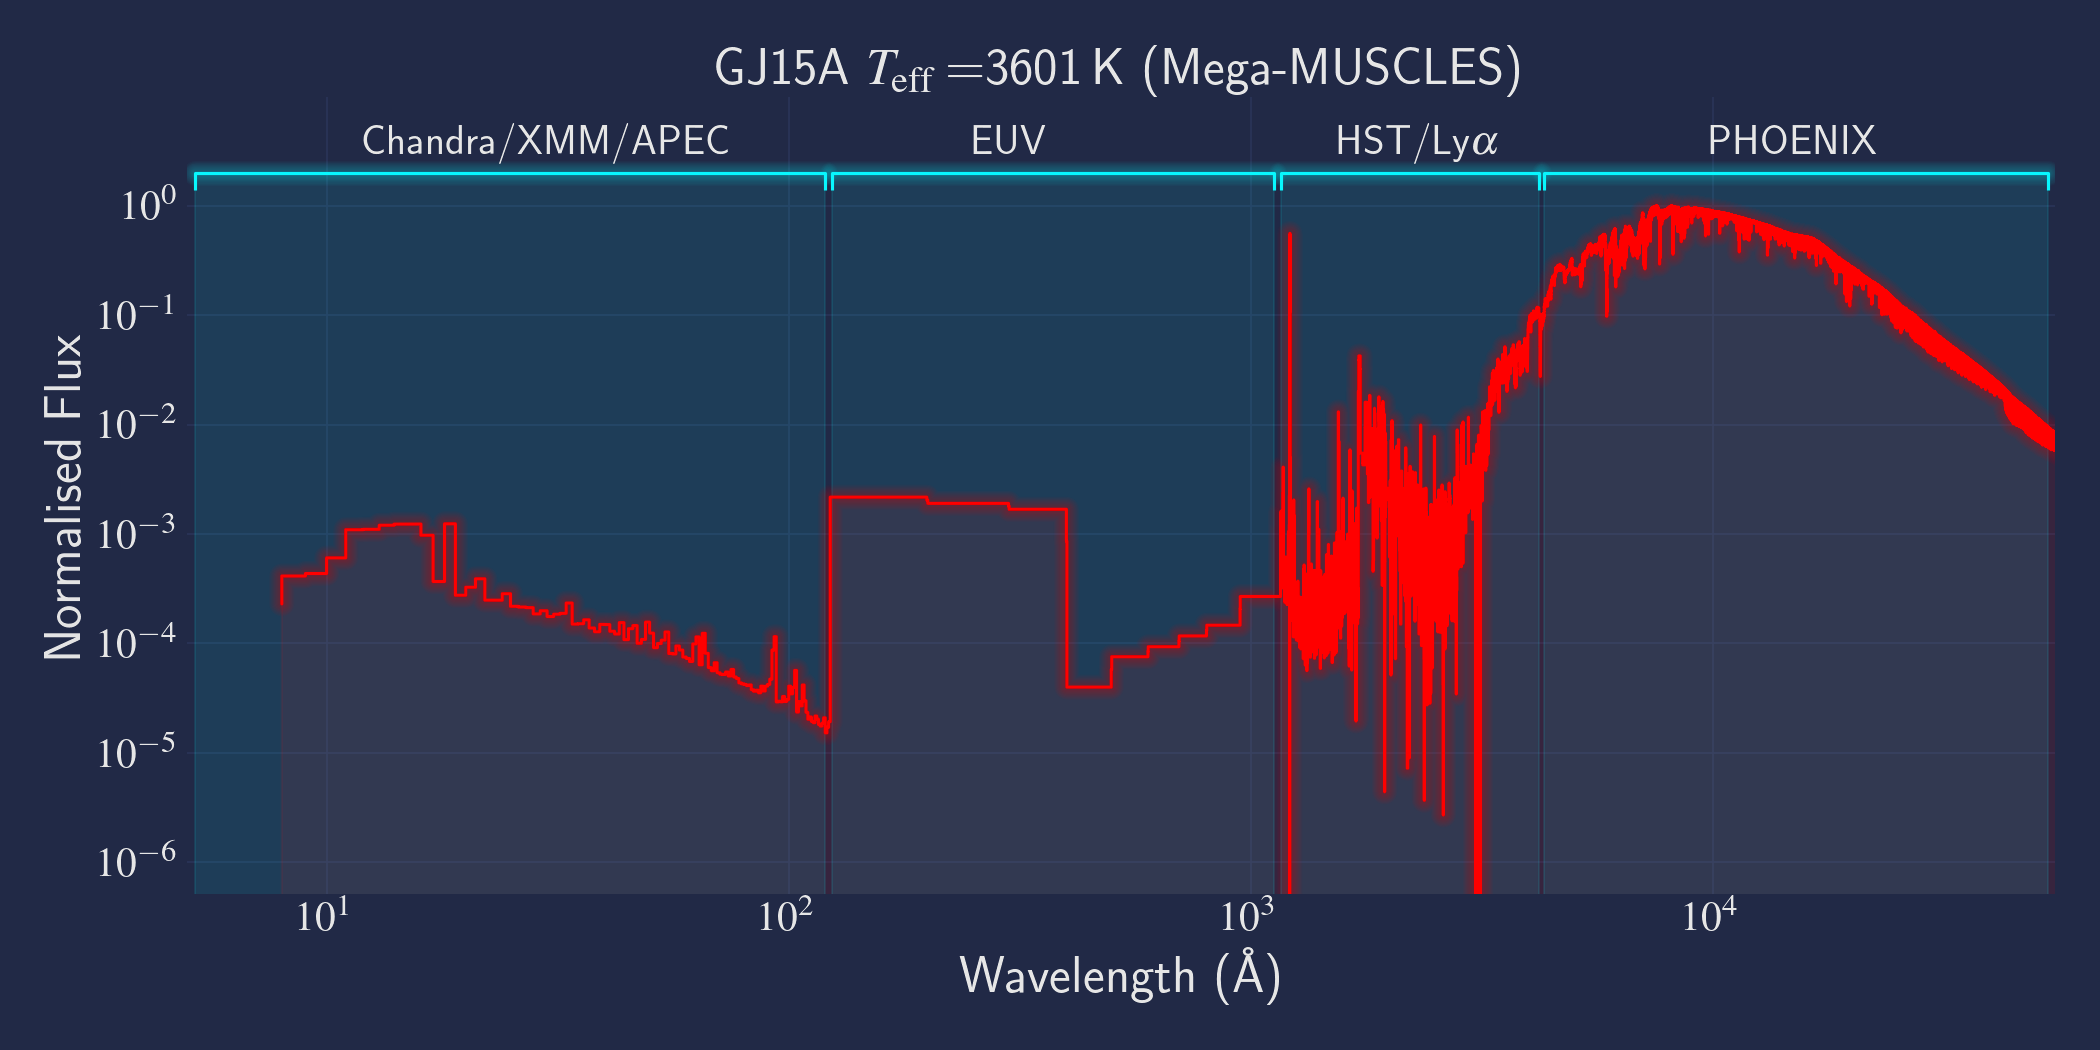 GJ15A T_eff =3601 K (Mega-MUSCLES)
Chandra/XMM/APEC EUV HST/Lyα PHOENIX
10^0
10^−1
10^−2
10^−3
10^−4
10^−5
10^−6
Normalised Flux
10^1 10^2 10^3 10^4
Wavelength (Å)